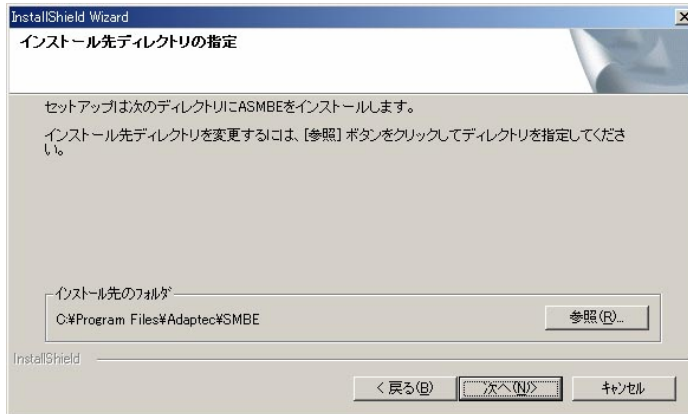 InstallShield Wizard
インストール先ディレクトリの指定
セットアップは次のディレクトリにASMBEをインストールします。
インストール先ディレクトリを変更するには、[参照] ボタンをクリックしてディレクトリを指定してくださ
い。
インストール先のフォルダ
C:¥Program Files¥Adaptec¥SMBE
参照(R)...
InstallShield
< 戻る(B)
次へ(N)>
キャンセル